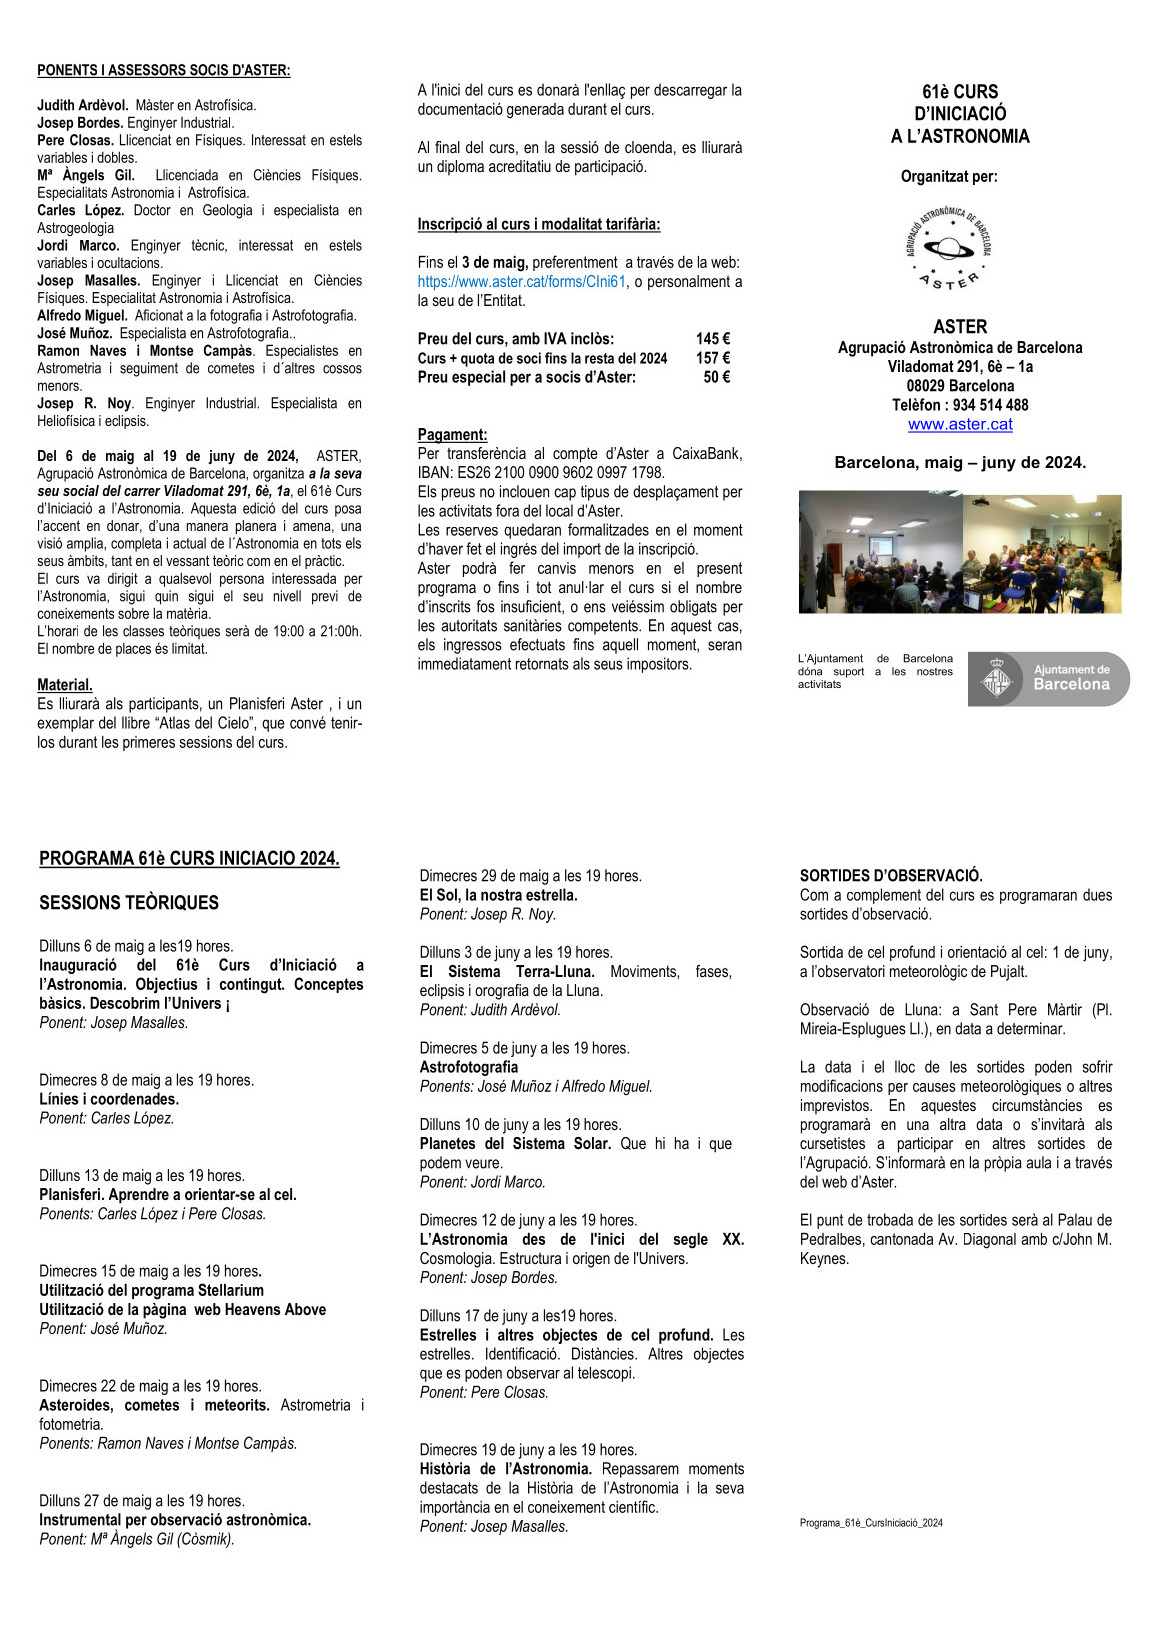 PONENTS I ASSESSORS SOCIS D'ASTER:
Judith Ardèvol. Màster en Astrofísica.
Josep Bordes. Enginyer Industrial.
Pere Closas. Llicenciat en Físiques. Interessat en estels
variables i dobles.
Mª Àngels Gil. Llicenciada en Ciències Físiques.
Especialitats Astronomia i Astrofísica.
Carles López. Doctor en Geologia i especialista en
Astrogeologia
Jordi Marco. Enginyer tècnic, interessat en estels
variables i ocultacions.
Josep Masalles. Enginyer i Llicenciat en Ciències
Físiques. Especialitat Astronomia i Astrofísica.
Alfredo Miguel. Aficionat a la fotografia i Astrofotografia.
José Muñoz. Especialista en Astrofotografia..
Ramon Naves i Montse Campàs. Especialistes en
Astrometria i seguiment de cometes i d´altres cossos
menors.
Josep R. Noy. Enginyer Industrial. Especialista en
Heliofísica i eclipsis.
Del 6 de maig al 19 de juny de 2024, ASTER,
Agrupació Astronòmica de Barcelona, organitza a la seva
seu social del carrer Viladomat 291, 6è, 1a, el 61è Curs
d’Iniciació a l’Astronomia. Aquesta edició del curs posa
l’accent en donar, d’una manera planera i amena, una
visió amplia, completa i actual de l´Astronomia en tots els
seus àmbits, tant en el vessant teòric com en el pràctic.
El curs va dirigit a qualsevol persona interessada per
l’Astronomia, sigui quin sigui el seu nivell previ de
coneixements sobre la matèria.
L’horari de les classes teòriques serà de 19:00 a 21:00h.
El nombre de places és limitat.
Material.
Es lliurarà als participants, un Planisferi Aster , i un
exemplar del llibre “Atlas del Cielo”, que convé tenir-
los durant les primeres sessions del curs.
A l'inici del curs es donarà l'enllaç per descarregar la
documentació generada durant el curs.
Al final del curs, en la sessió de cloenda, es lliurarà
un diploma acreditatiu de participació.
Inscripció al curs i modalitat tarifària:
Fins el 3 de maig, preferentment a través de la web:
https://www.aster.cat/forms/CIni61, o personalment a
la seu de l’Entitat.
Preu del curs, amb IVA inclòs: 145 €
Curs + quota de soci fins la resta del 2024 157 €
Preu especial per a socis d’Aster: 50 €
Pagament:
Per transferència al compte d’Aster a CaixaBank,
IBAN: ES26 2100 0900 9602 0997 1798.
Els preus no inclouen cap tipus de desplaçament per
les activitats fora del local d’Aster.
Les reserves quedaran formalitzades en el moment
d’haver fet el ingrés del import de la inscripció.
Aster podrà fer canvis menors en el present
programa o fins i tot anul·lar el curs si el nombre
d’inscrits fos insuficient, o ens veiéssim obligats per
les autoritats sanitàries competents. En aquest cas,
els ingressos efectuats fins aquell moment, seran
immediatament retornats als seus impositors.
61è CURS
D’INICIACIÓ
A L’ASTRONOMIA
Organitzat per:
AGRUPACIÓ ASTRONÒMICA DE BARCELONA
ASTER
ASTER
Agrupació Astronòmica de Barcelona
Viladomat 291, 6è – 1a
08029 Barcelona
Telèfon : 934 514 488
www.aster.cat
Barcelona, maig – juny de 2024.
L’Ajuntament de Barcelona
dóna suport a les nostres
activitats
Ajuntament de
Barcelona
PROGRAMA 61è CURS INICIACIO 2024.
SESSIONS TEÒRIQUES
Dilluns 6 de maig a les19 hores.
Inauguració del 61è Curs d’Iniciació a
l’Astronomia. Objectius i contingut. Conceptes
bàsics. Descobrim l’Univers ¡
Ponent: Josep Masalles.
Dimecres 8 de maig a les 19 hores.
Línies i coordenades.
Ponent: Carles López.
Dilluns 13 de maig a les 19 hores.
Planisferi. Aprendre a orientar-se al cel.
Ponents: Carles López i Pere Closas.
Dimecres 15 de maig a les 19 hores.
Utilització del programa Stellarium
Utilització de la pàgina web Heavens Above
Ponent: José Muñoz.
Dimecres 22 de maig a les 19 hores.
Asteroides, cometes i meteorits. Astrometria i
fotometria.
Ponents: Ramon Naves i Montse Campàs.
Dilluns 27 de maig a les 19 hores.
Instrumental per observació astronòmica.
Ponent: Mª Àngels Gil (Còsmik).
Dimecres 29 de maig a les 19 hores.
El Sol, la nostra estrella.
Ponent: Josep R. Noy.
Dilluns 3 de juny a les 19 hores.
El Sistema Terra-Lluna. Moviments, fases,
eclipsis i orografia de la Lluna.
Ponent: Judith Ardèvol.
Dimecres 5 de juny a les 19 hores.
Astrofotografia
Ponents: José Muñoz i Alfredo Miguel.
Dilluns 10 de juny a les 19 hores.
Planetes del Sistema Solar. Que hi ha i que
podem veure.
Ponent: Jordi Marco.
Dimecres 12 de juny a les 19 hores.
L’Astronomia des de l'inici del segle XX.
Cosmologia. Estructura i origen de l'Univers.
Ponent: Josep Bordes.
Dilluns 17 de juny a les19 hores.
Estrelles i altres objectes de cel profund. Les
estrelles. Identificació. Distàncies. Altres objectes
que es poden observar al telescopi.
Ponent: Pere Closas.
Dimecres 19 de juny a les 19 hores.
Història de l’Astronomia. Repassarem moments
destacats de la Història de l’Astronomia i la seva
importància en el coneixement científic.
Ponent: Josep Masalles.
SORTIDES D’OBSERVACIÓ.
Com a complement del curs es programaran dues
sortides d’observació.
Sortida de cel profund i orientació al cel: 1 de juny,
a l’observatori meteorològic de Pujalt.
Observació de Lluna: a Sant Pere Màrtir (Pl.
Mireia-Esplugues Ll.), en data a determinar.
La data i el lloc de les sortides poden sofrir
modificacions per causes meteorològiques o altres
imprevistos. En aquestes circumstàncies es
programarà en una altra data o s’invitarà als
cursetistes a participar en altres sortides de
l’Agrupació. S’informarà en la pròpia aula i a través
del web d’Aster.
El punt de trobada de les sortides serà al Palau de
Pedralbes, cantonada Av. Diagonal amb c/John M.
Keynes.
Programa_61è_CursIniciació_2024